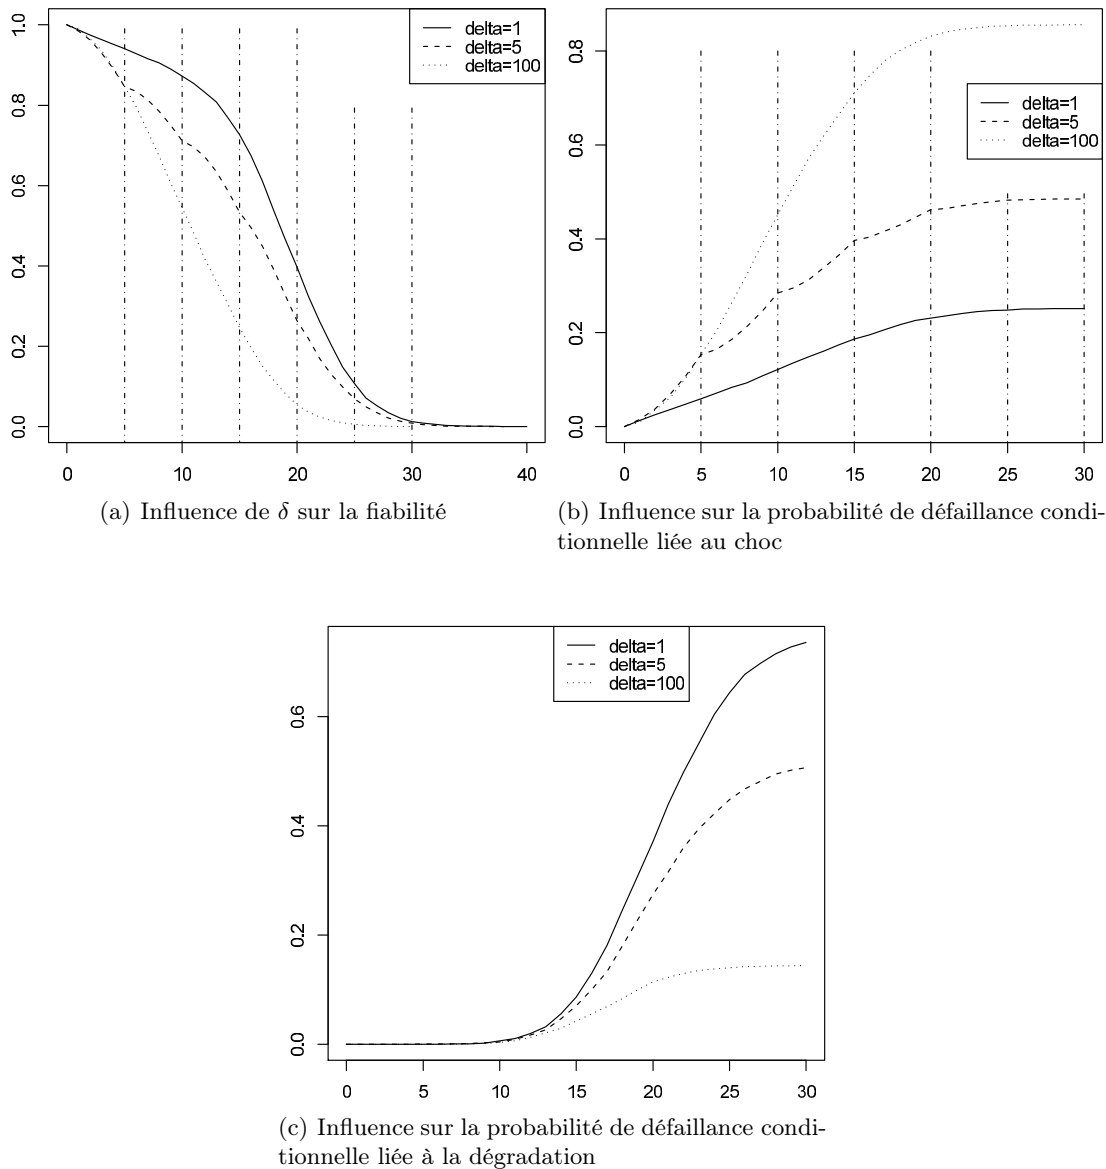 delta=1
delta=5
delta=100
1.0
0.8
0.6
0.4
0.2
0.0
0 10 20 30 40
(a) Influence de δ sur la fiabilité
delta=1
delta=5
delta=100
0.8
0.6
0.4
0.2
0.0
0 5 10 15 20 25 30
(b) Influence sur la probabilité de défaillance condi-
tionnelle liée au choc
delta=1
delta=5
delta=100
0.6
0.4
0.2
0.0
0 5 10 15 20 25 30
(c) Influence sur la probabilité de défaillance condi-
tionnelle liée à la dégradation